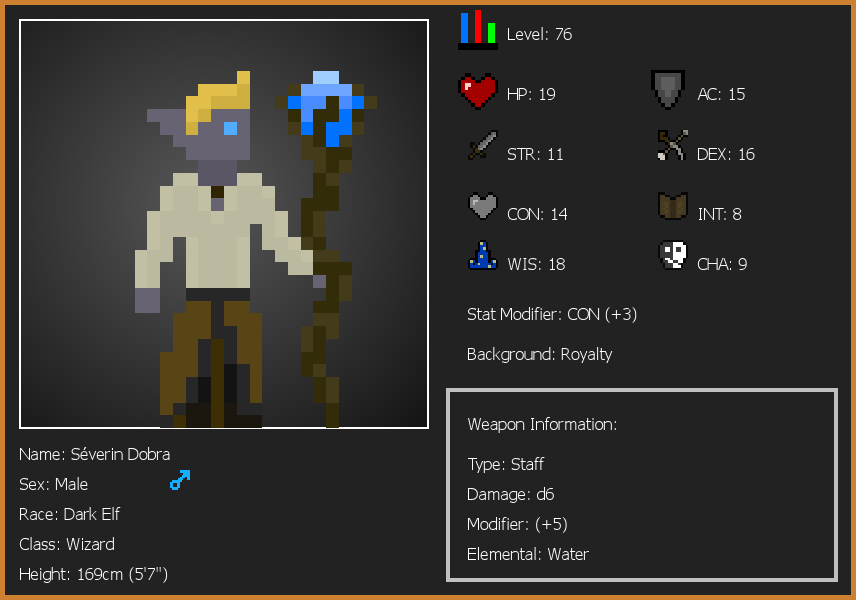 Level: 76
HP: 19
AC: 15
STR: 11
DEX: 16
CON: 14
INT: 8
WIS: 18
CHA: 9
Stat Modifier: CON (+3)
Background: Royalty
Weapon Information:
Type: Staff
Damage: d6
Modifier: (+5)
Elemental: Water
Name: Séverin Dobra
Sex: Male
Race: Dark Elf
Class: Wizard
Height: 169cm (5'7")